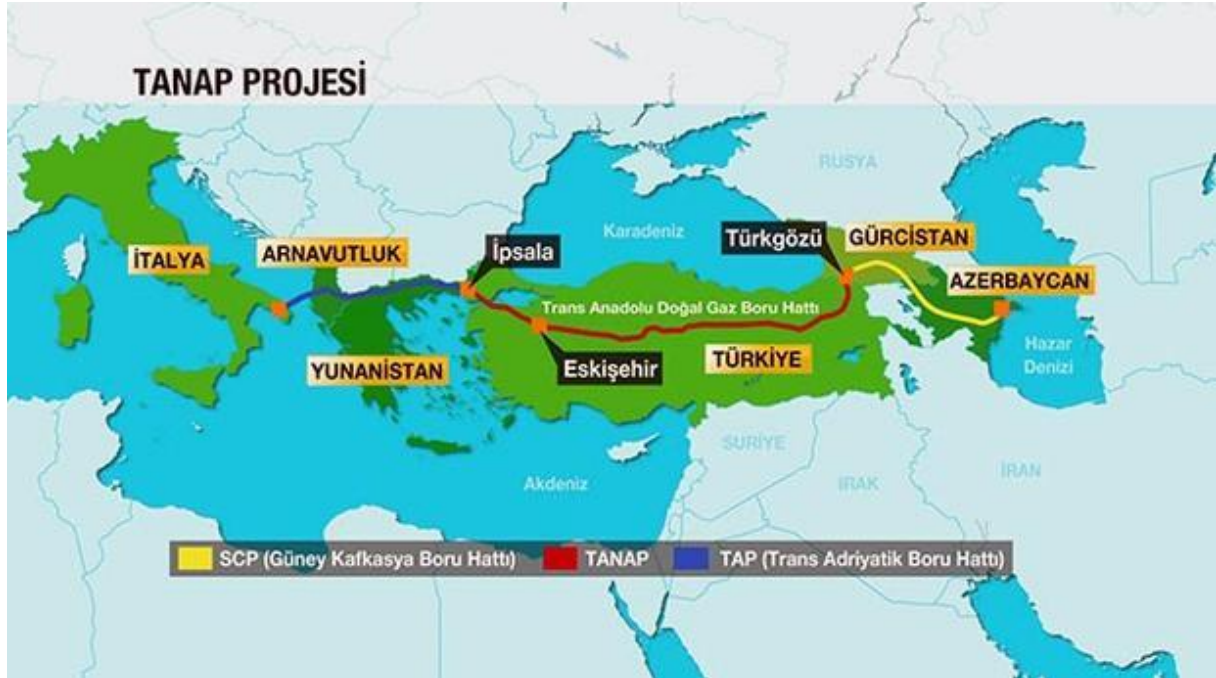 TANAP PROJESİ
RUSYA
Karadeniz
Türkgözü
GÜRCİSTAN
İTALYA
ARNAVUTLUK
İpsala
AZERBAYCAN
Trans Anadolu Doğal Gaz Boru Hattı
Hazar
Denizi
YUNANİSTAN
Eskişehir
TÜRKİYE
SURİYE
Akdeniz
IRAK
İRAN
SCP (Güney Kafkasya Boru Hattı)
TANAP
TAP (Trans Adriyatik Boru Hattı)